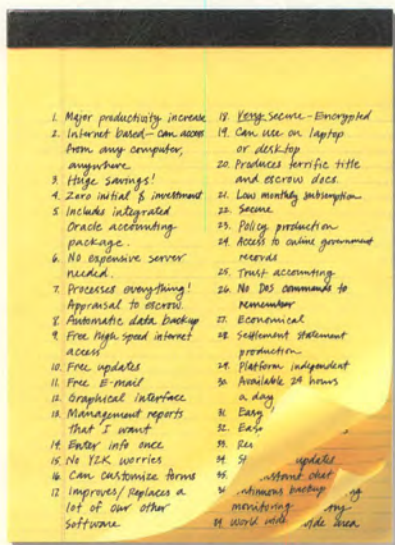 1. Major productivity increase
2. Internet based - can access
from any computer,
anywhere
3. Huge savings!
4. Zero initial $ investment
5 Includes integrated
Oracle accounting
package.
6. No expensive server
needed.
7. Processes everything!
Appraisal to escrow.
8. Automatic data backup
9. Free high speed internet
access
10. Free updates
11. Free E-mail
12. Graphical interface
13. Management reports
that I want
14. Enter info once
15. No Y2K worries
16. Can customize forms
17 Improves/Replaces a
lot of our other
software
18. Very secure - Encrypted
19. Can use on laptop
or desktop
20. Produces terrific title
and escrow docs.
21. Low monthly subscription
22. Secure
23. Policy production
24. Access to online government
records
25. Trust accounting
26. No DOS commands to
remember
27. Economical
28. Settlement statement
production
29. Platform independent
30. Available 24 hours
a day
31. Easy
32. Eas
33. Re
34. updates
35. chat
36. backup
monitoring
World wide area